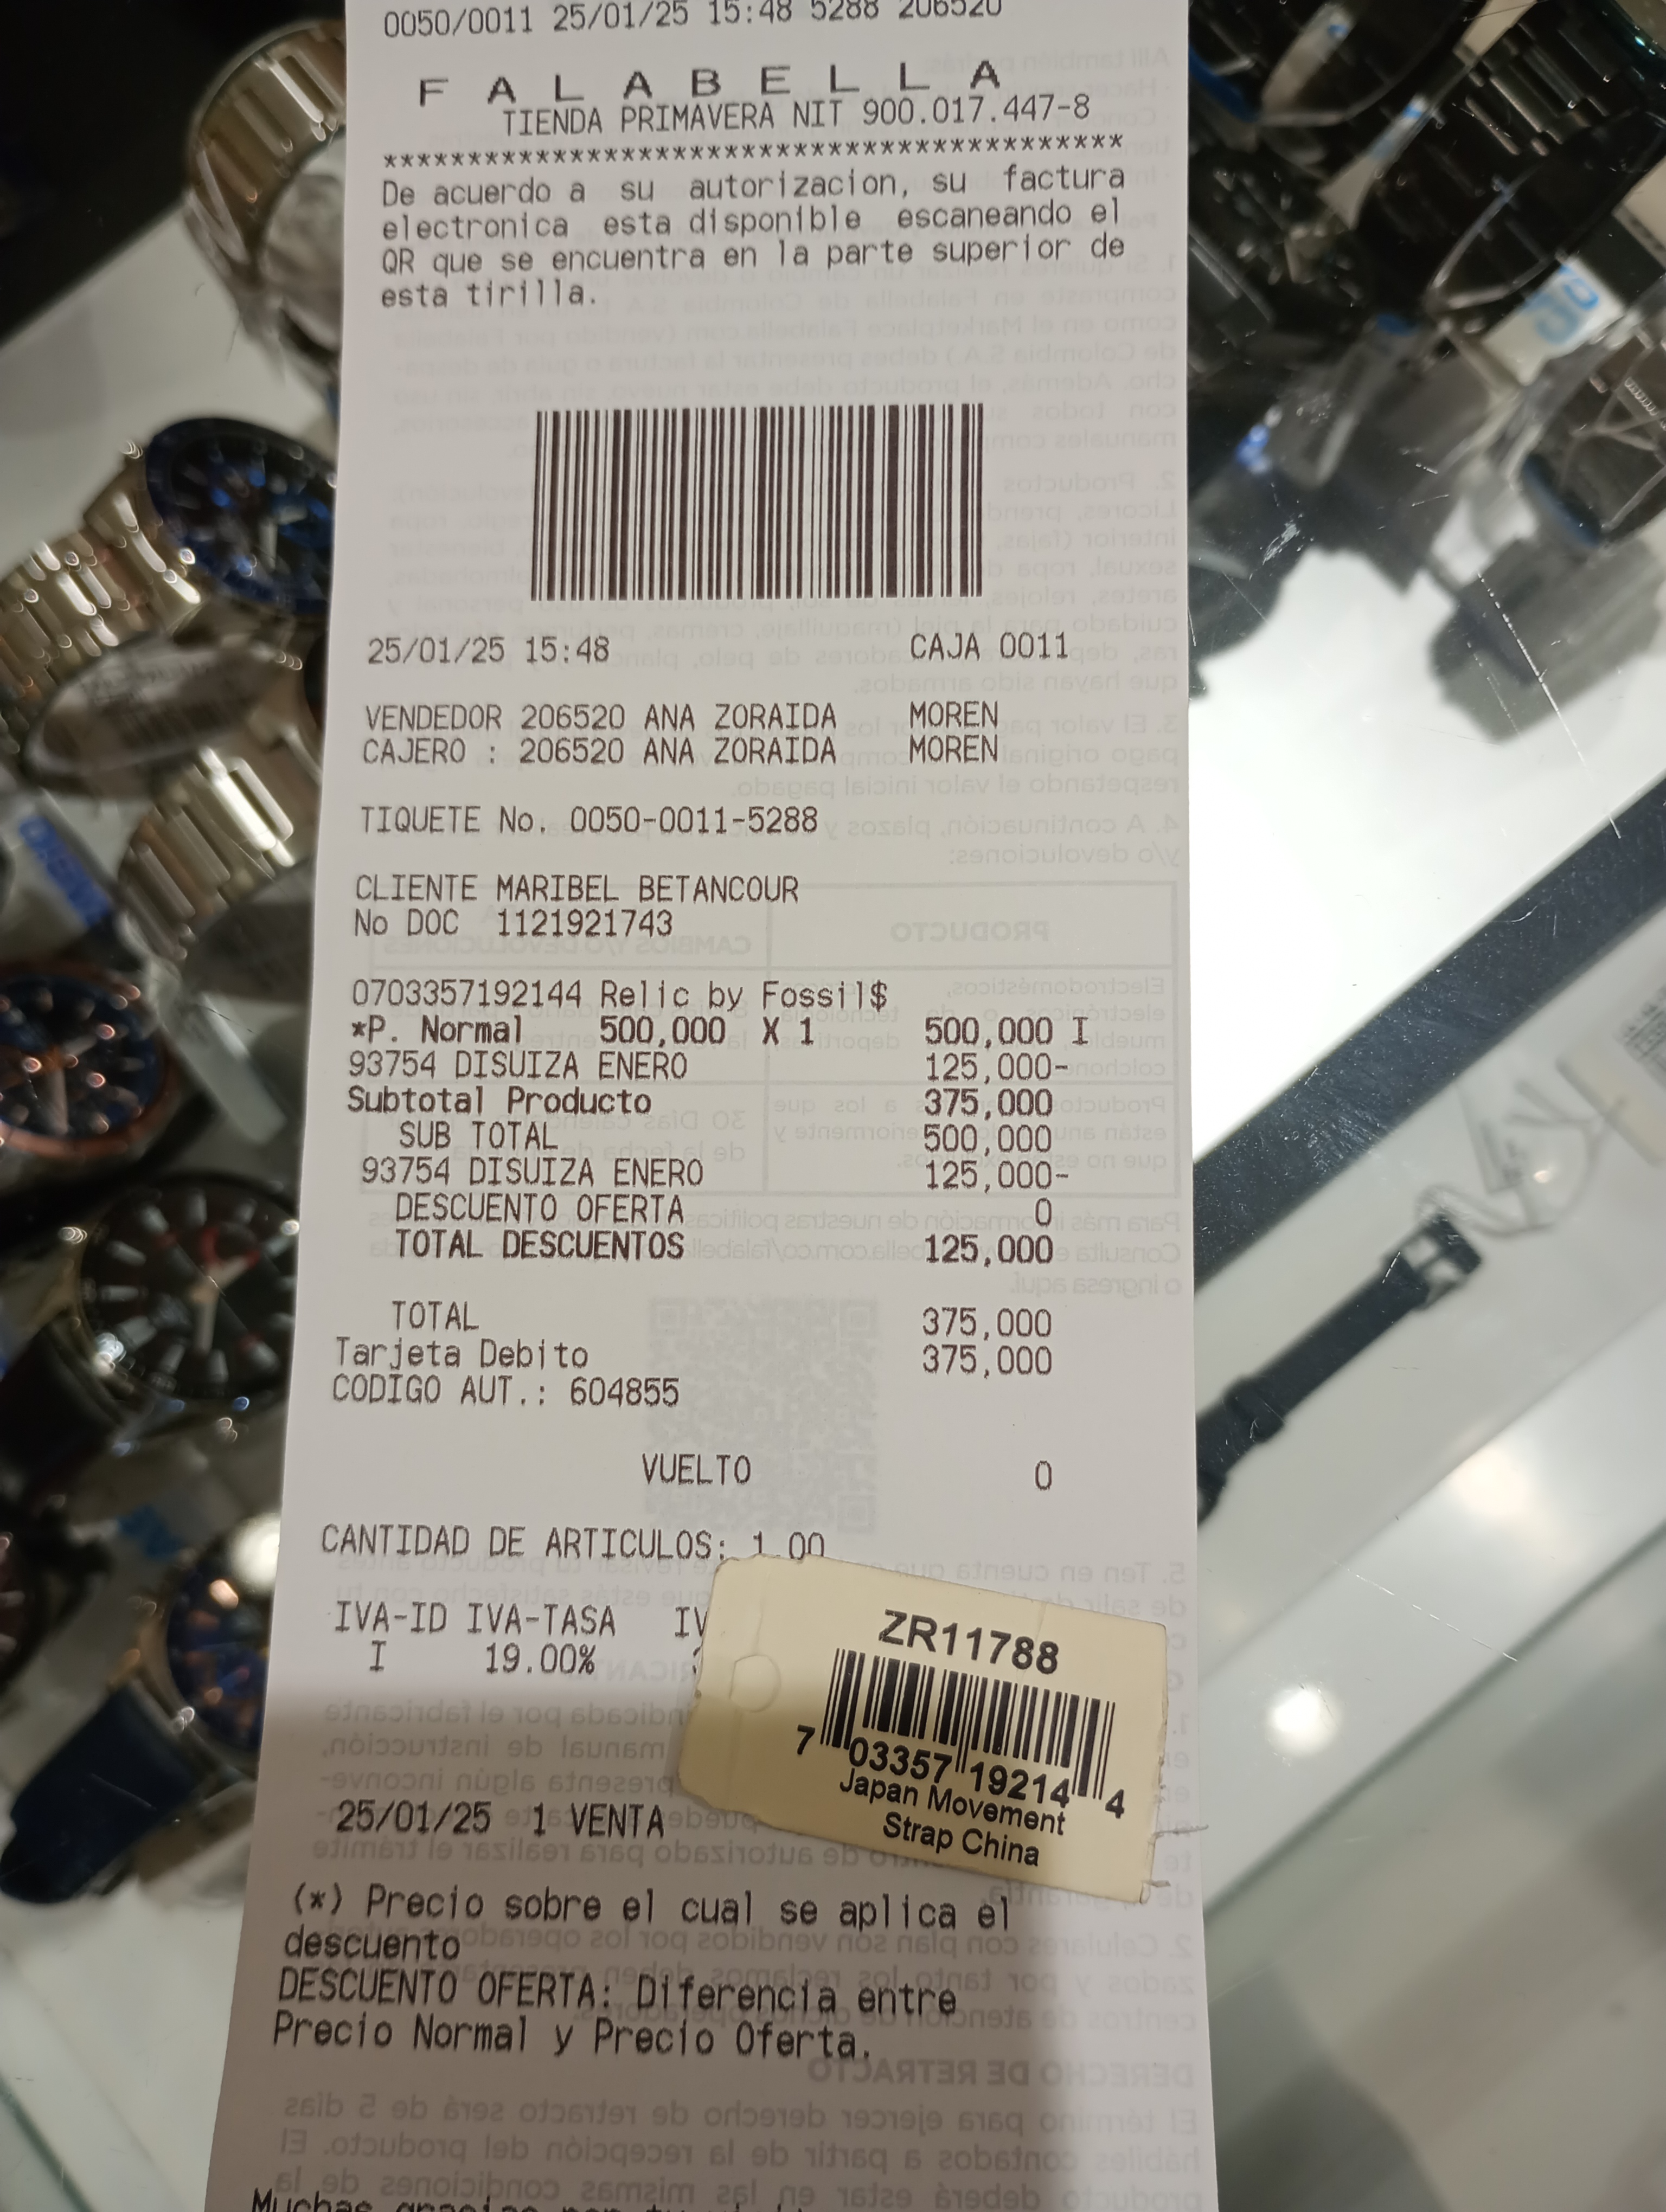 0050/0011 25/01/25 15:48 5288 206520
F A L A B E L L A
TIENDA PRIMAVERA NIT 900.017.447-8
******************************************
De acuerdo a su autorizacion, su factura
electronica esta disponible escaneando el
QR que se encuentra en la parte superior de
esta tirilla.
25/01/25 15:48 CAJA 0011
VENDEDOR 206520 ANA ZORAIDA MOREN
CAJERO : 206520 ANA ZORAIDA MOREN
TIQUETE No. 0050-0011-5288
CLIENTE MARIBEL BETANCOUR
No DOC 1121921743
0703357192144 Relic by Fossil$
*P. Normal 500,000 X 1 500,000 I
93754 DISUIZA ENERO 125,000-
Subtotal Producto 375,000
SUB TOTAL 500,000
93754 DISUIZA ENERO 125,000-
DESCUENTO OFERTA 0
TOTAL DESCUENTOS 125,000
TOTAL 375,000
Tarjeta Debito 375,000
CODIGO AUT.: 604855
VUELTO 0
CANTIDAD DE ARTICULOS: 1.00
IVA-ID IVA-TASA
I 19.00%
ZR11788
7 03357 19214 4
Japan Movement
Strap China
25/01/25 1 VENTA
(*) Precio sobre el cual se aplica el
descuento
DESCUENTO OFERTA: Diferencia entre
Precio Normal y Precio Oferta.